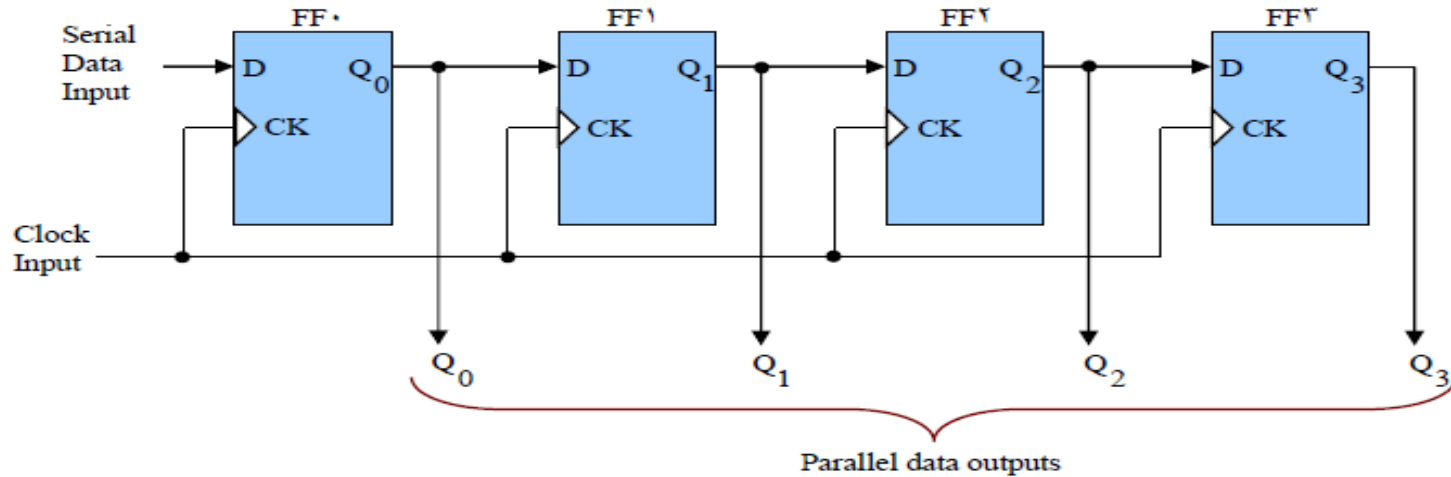 FF٠
FF١
FF٢
FF٣
Serial
Data
Input
D
Q0
D
Q1
D
Q2
D
Q3
CK
CK
CK
CK
Clock
Input
Q0
Q1
Q2
Q3
Parallel data outputs